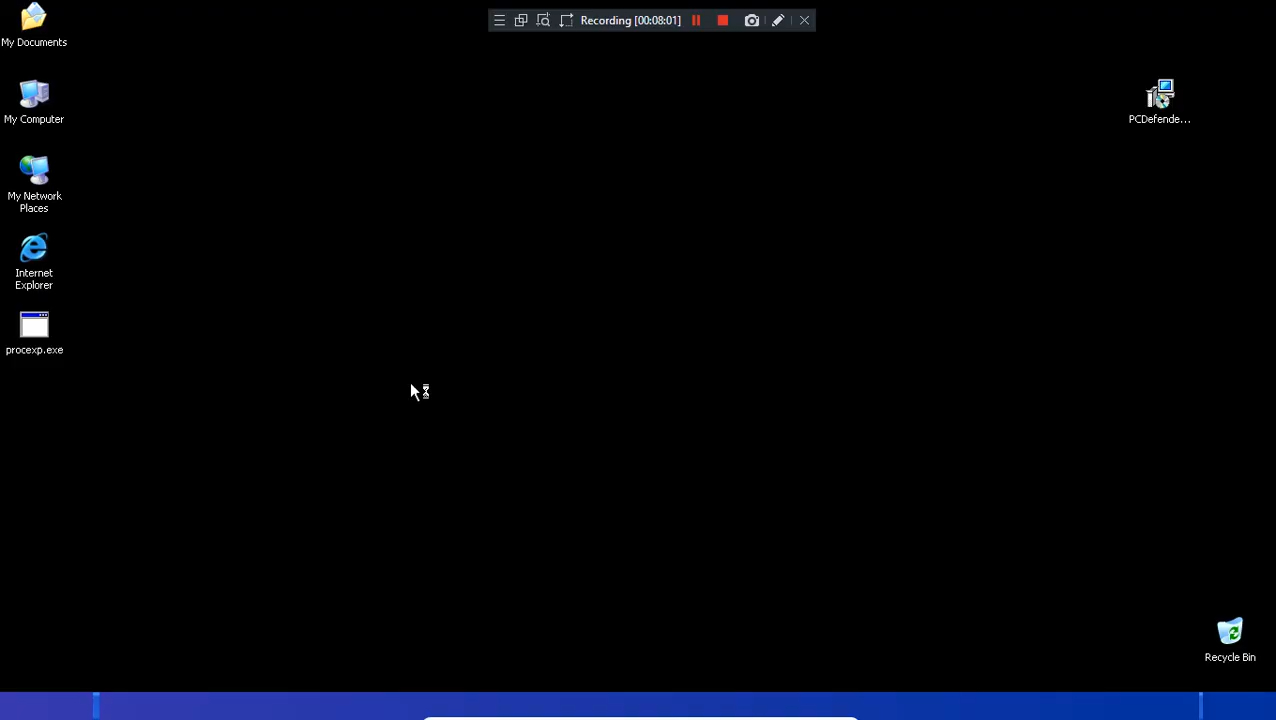 Recording [00:08:01]
My Documents
PCDefende...
My Computer
My Network
Places
Internet
Explorer
procexp.exe
Recycle Bin